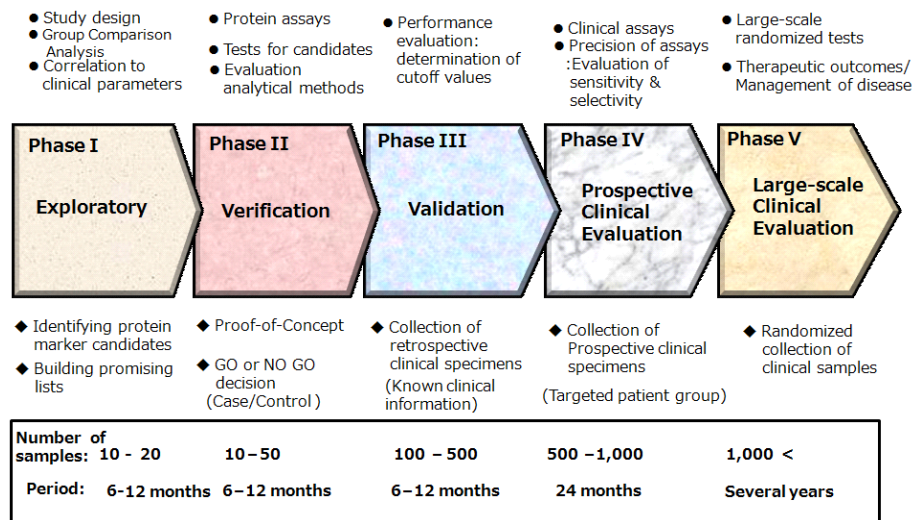 ● Study design
● Group Comparison
Analysis
● Correlation to
clinical parameters
● Protein assays
● Tests for candidates
● Evaluation
analytical methods
● Performance
evaluation:
determination of
cutoff values
● Clinical assays
● Precision of assays
:Evaluation of
sensitivity &
selectivity
● Large-scale
randomized tests
● Therapeutic outcomes/
Management of disease
Phase I
Exploratory
Phase II
Verification
Phase III
Validation
Phase IV
Prospective
Clinical
Evaluation
Phase V
Large-scale
Clinical
Evaluation
◆ Identifying protein
marker candidates
◆ Building promising
lists
◆ Proof-of-Concept
◆ GO or NO GO
decision
(Case/Control )
◆ Collection of
retrospective
clinical specimens
(Known clinical
information)
◆ Collection of
Prospective clinical
specimens
(Targeted patient group)
◆ Randomized
collection of
clinical samples
Number of
samples: 10 - 20 10–50 100 – 500 500 –1,000 1,000 <
Period: 6-12 months 6–12 months 6–12 months 24 months Several years